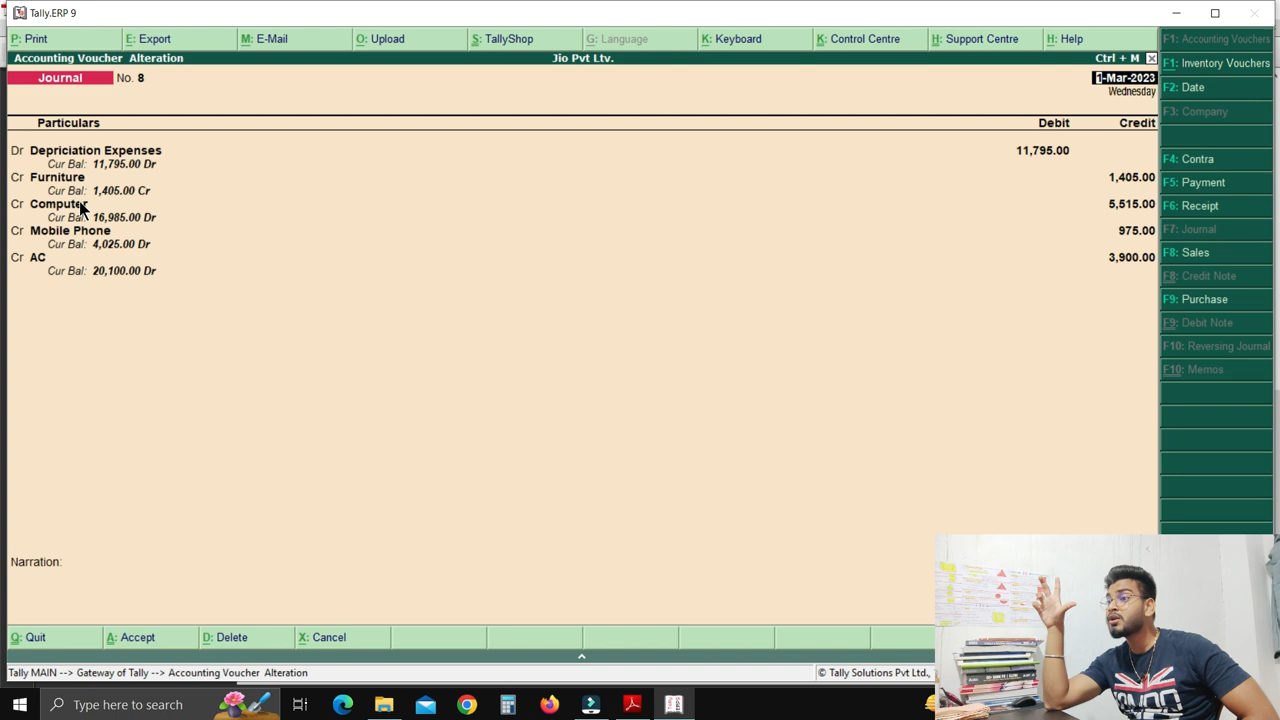 Tally.ERP 9
P: Print E: Export M: E-Mail O: Upload S: TallyShop G: Language K: Keyboard K: Control Centre H: Support Centre H: Help
Accounting Voucher Alteration Jio Pvt Ltv. Ctrl + M
Journal No. 8 1-Mar-2023
Wednesday
Particulars Debit Credit
Dr Depriciation Expenses 11,795.00
Cur Bal: 11,795.00 Dr
Cr Furniture 1,405.00
Cur Bal: 1,405.00 Cr
Cr Computer 5,515.00
Cur Bal: 16,985.00 Dr
Cr Mobile Phone 975.00
Cur Bal: 4,025.00 Dr
Cr AC 3,900.00
Cur Bal: 20,100.00 Dr
Narration:
F1: Accounting Vouchers
F1: Inventory Vouchers
F2: Date
F3: Company
F4: Contra
F5: Payment
F6: Receipt
F7: Journal
F8: Sales
F8: Credit Note
F9: Purchase
F9: Debit Note
F10: Reversing Journal
F10: Memos
Q: Quit A: Accept D: Delete X: Cancel
Tally MAIN --> Gateway of Tally --> Accounting Voucher Alteration © Tally Solutions Pvt Ltd.,
Type here to search